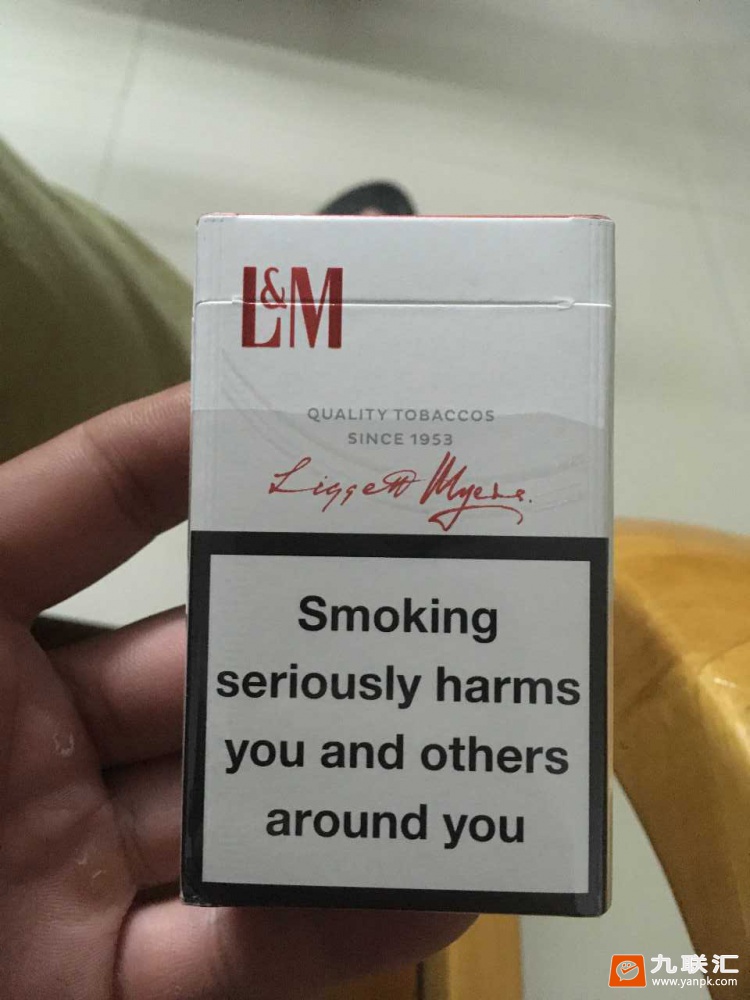 L&M
QUALITY TOBACCOS
SINCE 1953
Liggett Myers.
Smoking
seriously harms
you and others
around you
九联汇
www.yanpk.com